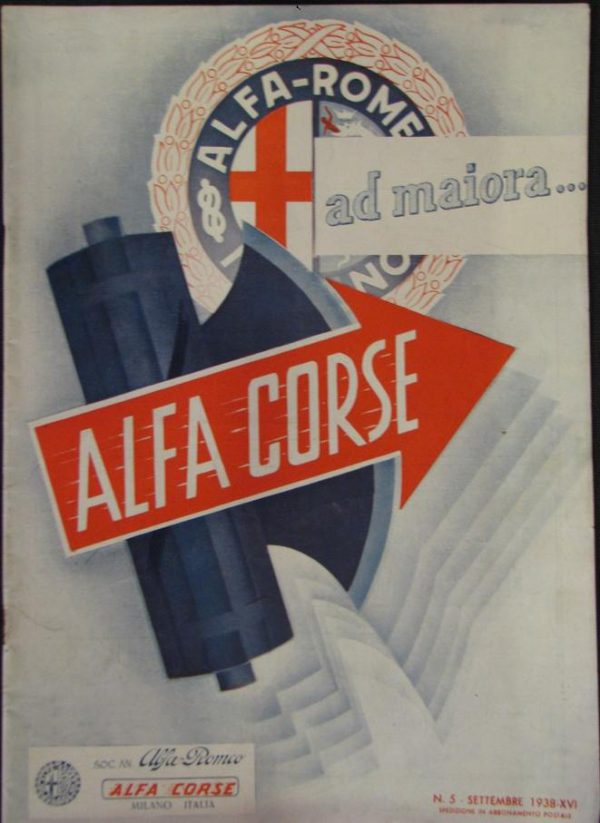 ALFA-ROMEO
ad maiora...
ALFA CORSE
SOC. AN. Alfa-Romeo
ALFA CORSE
MILANO ITALIA
N. 5 - SETTEMBRE 1938-XVI
SPEDIZIONE IN ABBONAMENTO POSTALE